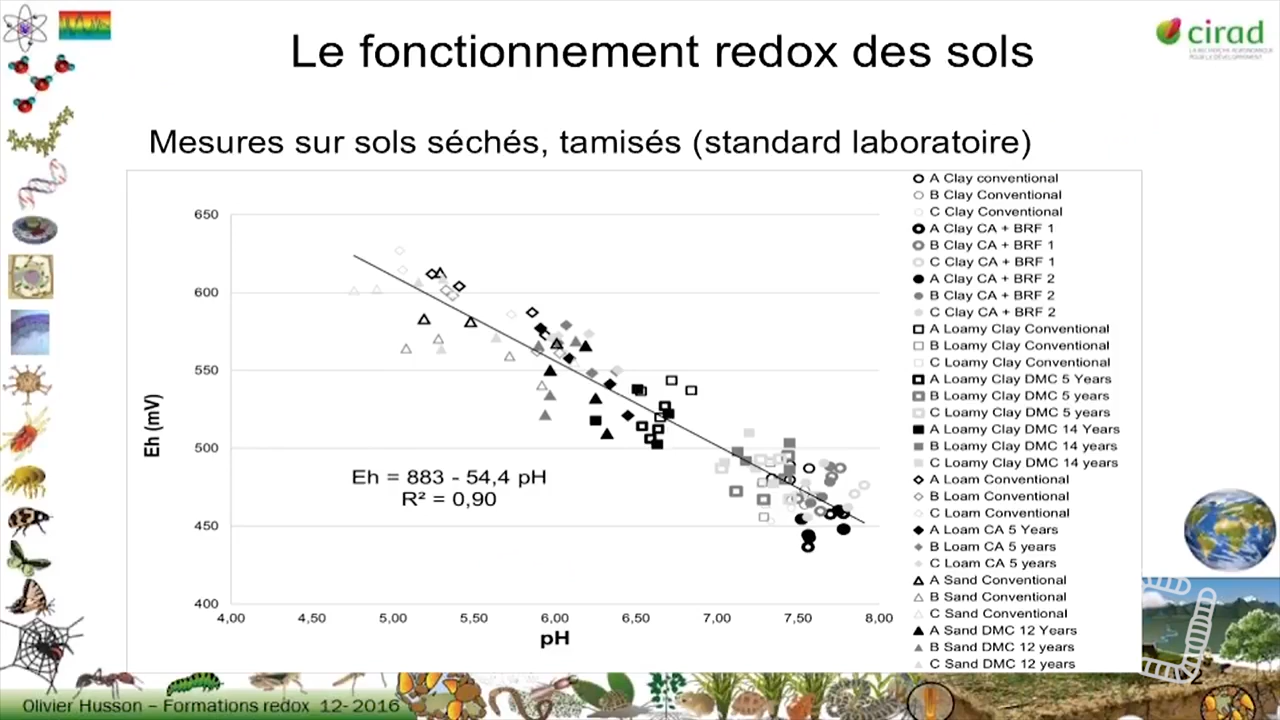 Le fonctionnement redox des sols
cirad
LA RECHERCHE AGRONOMIQUE
POUR LE DÉVELOPPEMENT
Mesures sur sols séchés, tamisés (standard laboratoire)
Eh (mV)
650
600
550
500
450
400
Eh = 883 - 54,4 pH
R² = 0,90
4,00
4,50
5,00
5,50
6,00
6,50
7,00
7,50
8,00
pH
A Clay conventional
B Clay Conventional
C Clay Conventional
A Clay CA + BRF 1
B Clay CA + BRF 1
C Clay CA + BRF 1
A Clay CA + BRF 2
B Clay CA + BRF 2
C Clay CA + BRF 2
A Loamy Clay Conventional
B Loamy Clay Conventional
C Loamy Clay Conventional
A Loamy Clay DMC 5 Years
B Loamy Clay DMC 5 years
C Loamy Clay DMC 5 years
A Loamy Clay DMC 14 Years
B Loamy Clay DMC 14 years
C Loamy Clay DMC 14 years
A Loam Conventional
B Loam Conventional
C Loam Conventional
A Loam CA 5 Years
B Loam CA 5 years
C Loam CA 5 years
A Sand Conventional
B Sand Conventional
C Sand Conventional
A Sand DMC 12 Years
B Sand DMC 12 years
C Sand DMC 12 years
Olivier Husson – Formations redox 12- 2016